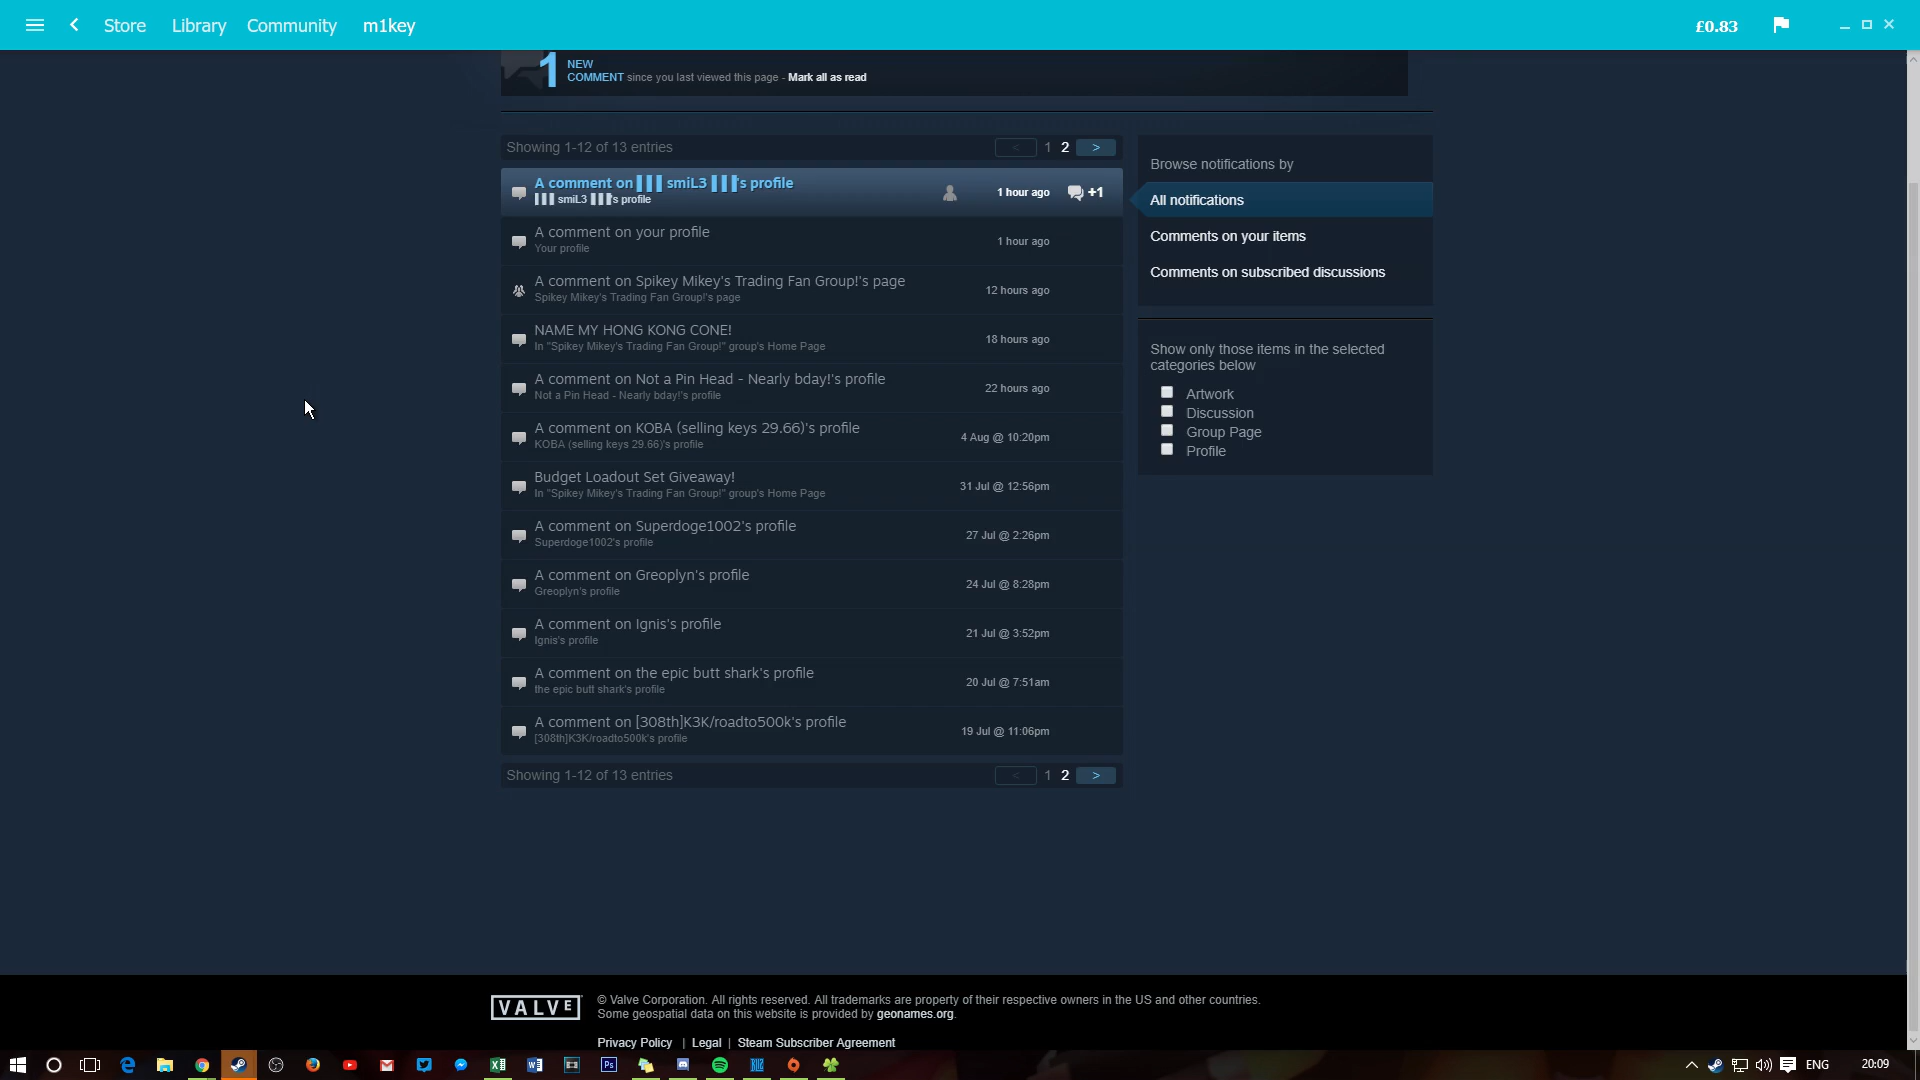 Store Library Community m1key £0.83
1 NEW
COMMENT since you last viewed this page - Mark all as read
Showing 1-12 of 13 entries < 1 2 >
A comment on ▌▌▌ smiL3 ▌▌▌'s profile
▌▌▌ smiL3 ▌▌▌'s profile
1 hour ago +1
A comment on your profile
Your profile
1 hour ago
A comment on Spikey Mikey's Trading Fan Group!'s page
Spikey Mikey's Trading Fan Group!'s page
12 hours ago
NAME MY HONG KONG CONE!
In "Spikey Mikey's Trading Fan Group!" group's Home Page
18 hours ago
A comment on Not a Pin Head - Nearly bday!'s profile
Not a Pin Head - Nearly bday!'s profile
22 hours ago
A comment on KOBA (selling keys 29.66)'s profile
KOBA (selling keys 29.66)'s profile
4 Aug @ 10:20pm
Budget Loadout Set Giveaway!
In "Spikey Mikey's Trading Fan Group!" group's Home Page
31 Jul @ 12:56pm
A comment on Superdoge1002's profile
Superdoge1002's profile
27 Jul @ 2:26pm
A comment on Greoplyn's profile
Greoplyn's profile
24 Jul @ 8:28pm
A comment on Ignis's profile
Ignis's profile
21 Jul @ 3:52pm
A comment on the epic butt shark's profile
the epic butt shark's profile
20 Jul @ 7:51am
A comment on [308th]K3K/roadto500k's profile
[308th]K3K/roadto500k's profile
19 Jul @ 11:06pm
Showing 1-12 of 13 entries < 1 2 >
Browse notifications by
All notifications
Comments on your items
Comments on subscribed discussions
Show only those items in the selected
categories below
Artwork
Discussion
Group Page
Profile
VALVE
© Valve Corporation. All rights reserved. All trademarks are property of their respective owners in the US and other countries.
Some geospatial data on this website is provided by geonames.org.
Privacy Policy | Legal | Steam Subscriber Agreement
ENG 20:09